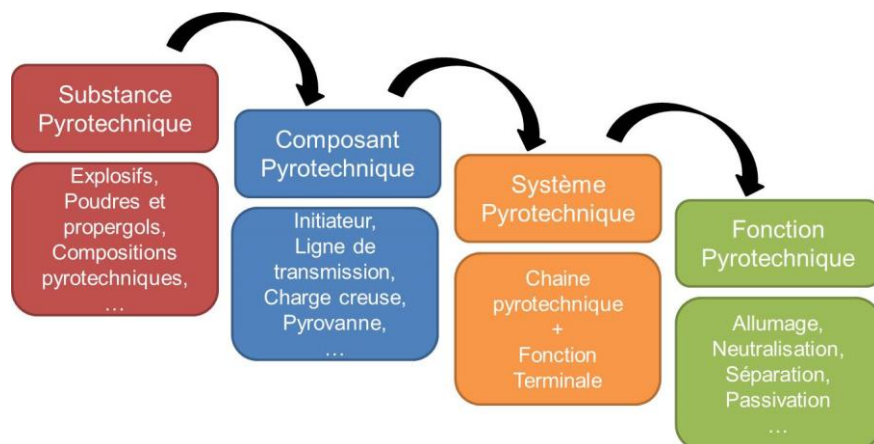 Substance
Pyrotechnique
Explosifs,
Poudres et
propergols,
Compositions
pyrotechniques,
…
Composant
Pyrotechnique
Initiateur,
Ligne de
transmission,
Charge creuse,
Pyrovanne,
…
Système
Pyrotechnique
Chaine
pyrotechnique
+
Fonction
Terminale
Fonction
Pyrotechnique
Allumage,
Neutralisation,
Séparation,
Passivation
…